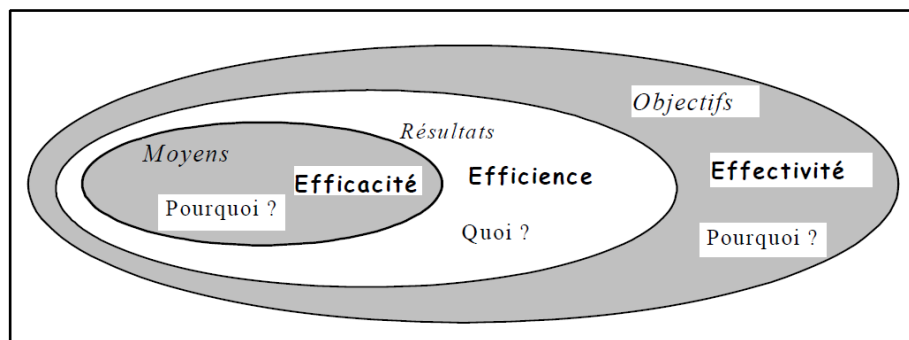 Objectifs
Résultats
Moyens
Efficacité
Efficience
Effectivité
Pourquoi ?
Quoi ?
Pourquoi ?